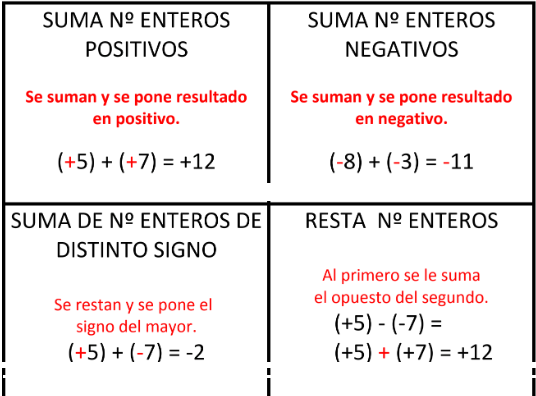 SUMA Nº ENTEROS
POSITIVOS
Se suman y se pone resultado
en positivo.
(+5) + (+7) = +12
SUMA Nº ENTEROS
NEGATIVOS
Se suman y se pone resultado
en negativo.
(-8) + (-3) = -11
SUMA DE Nº ENTEROS DE
DISTINTO SIGNO
Se restan y se pone el
signo del mayor.
(+5) + (-7) = -2
RESTA Nº ENTEROS
Al primero se le suma
el opuesto del segundo.
(+5) - (-7) =
(+5) + (+7) = +12